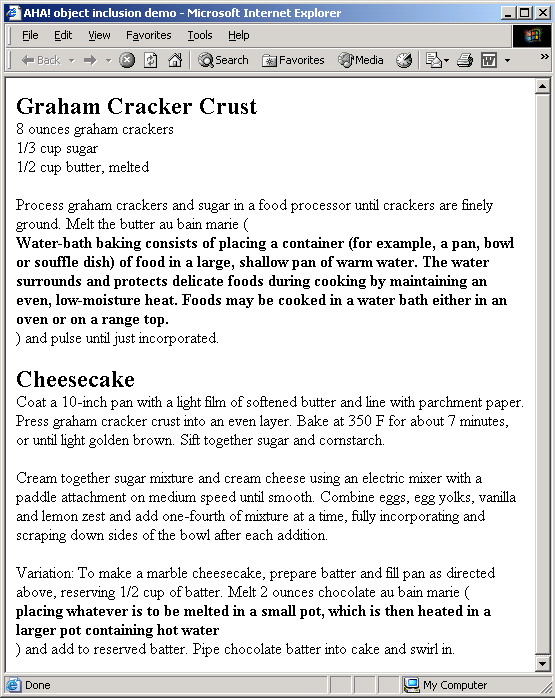 AHA! object inclusion demo - Microsoft Internet Explorer
File Edit View Favorites Tools Help
Back Search Favorites Media
Graham Cracker Crust
8 ounces graham crackers
1/3 cup sugar
1/2 cup butter, melted
Process graham crackers and sugar in a food processor until crackers are finely
ground. Melt the butter au bain marie (
Water-bath baking consists of placing a container (for example, a pan, bowl
or souffle dish) of food in a large, shallow pan of warm water. The water
surrounds and protects delicate foods during cooking by maintaining an
even, low-moisture heat. Foods may be cooked in a water bath either in an
oven or on a range top.
) and pulse until just incorporated.
Cheesecake
Coat a 10-inch pan with a light film of softened butter and line with parchment paper.
Press graham cracker crust into an even layer. Bake at 350 F for about 7 minutes,
or until light golden brown. Sift together sugar and cornstarch.
Cream together sugar mixture and cream cheese using an electric mixer with a
paddle attachment on medium speed until smooth. Combine eggs, egg yolks, vanilla
and lemon zest and add one-fourth of mixture at a time, fully incorporating and
scraping down sides of the bowl after each addition.
Variation: To make a marble cheesecake, prepare batter and fill pan as directed
above, reserving 1/2 cup of batter. Melt 2 ounces chocolate au bain marie (
placing whatever is to be melted in a small pot, which is then heated in a
larger pot containing hot water
) and add to reserved batter. Pipe chocolate batter into cake and swirl in.
Done My Computer